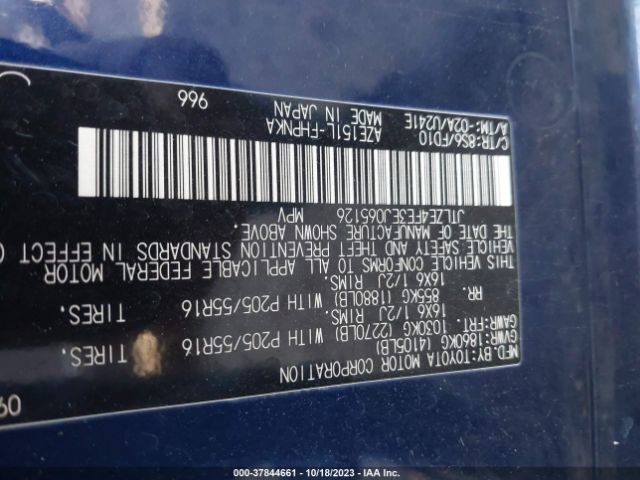 MFD.BY:TOYOTA MOTOR CORPORATION
GVWR:1860KG (4105LB)
GAWR:FRT. 1030KG (2270LB) WITH P205/55R16 TIRES.
16X6 1/2J RIMS
RR. 855KG (1880LB) WITH P205/55R16 TIRES.
16X6 1/2J RIMS
THIS VEHICLE CONFORMS TO ALL APPLICABLE FEDERAL MOTOR
VEHICLE SAFETY AND THEFT PREVENTION STANDARDS IN EFFECT ON
THE DATE OF MANUFACTURE SHOWN ABOVE.
JTLZE4FE3EJ065126 MPV
C/TR:8S6/FD10 AZE151L-FHPNKA 966
A/TM:-02A/U241E MADE IN JAPAN
000-37844661 | 10/18/2023 | IAA Inc.